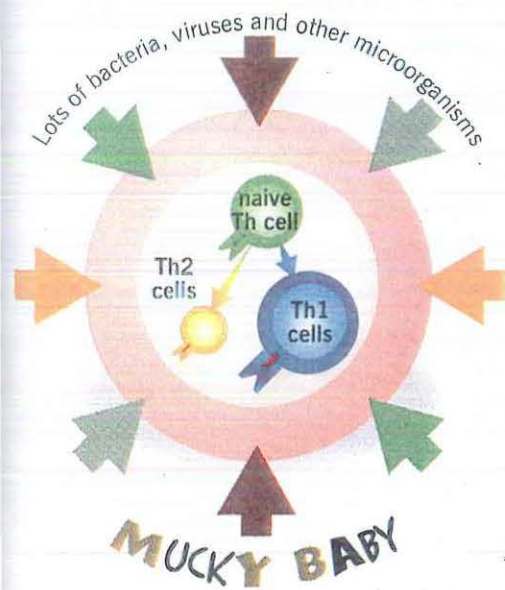 Lots of bacteria, viruses and other microorganisms
naive
Th cell
Th2
cells
Th1
cells
MUCKY BABY